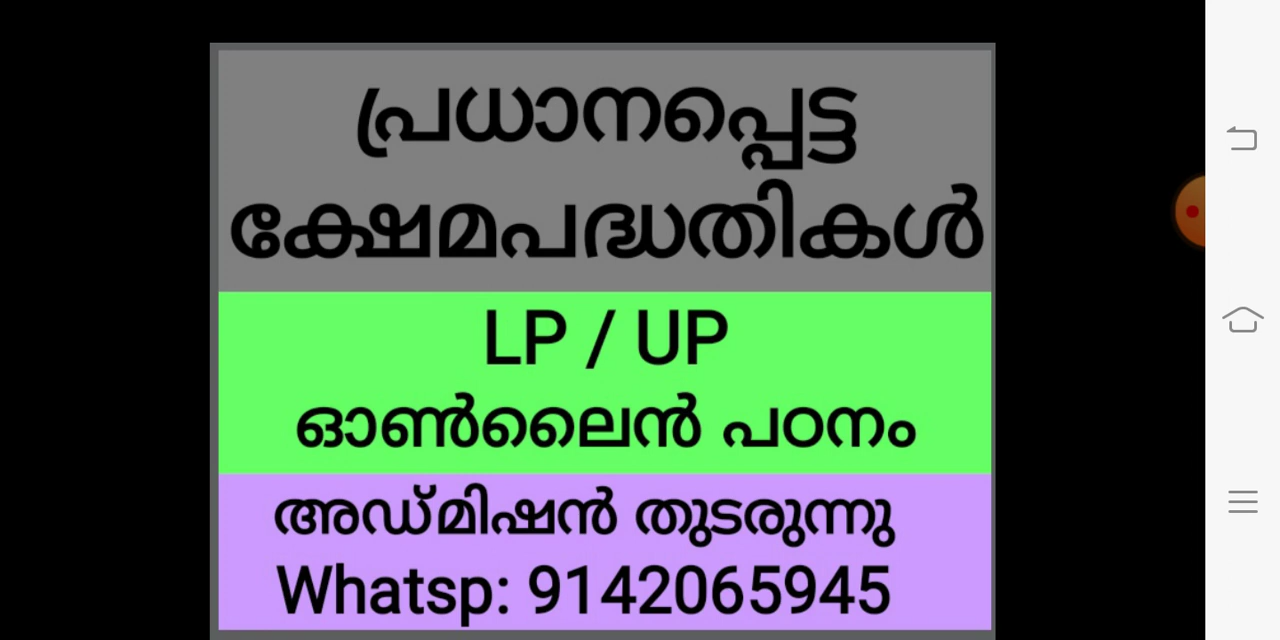 പ്രധാനപ്പെട്ട
ക്ഷേമപദ്ധതികൾ
LP / UP
ഓൺലൈൻ പഠനം
അഡ്മിഷൻ തുടരുന്നു
Whatsp: 9142065945